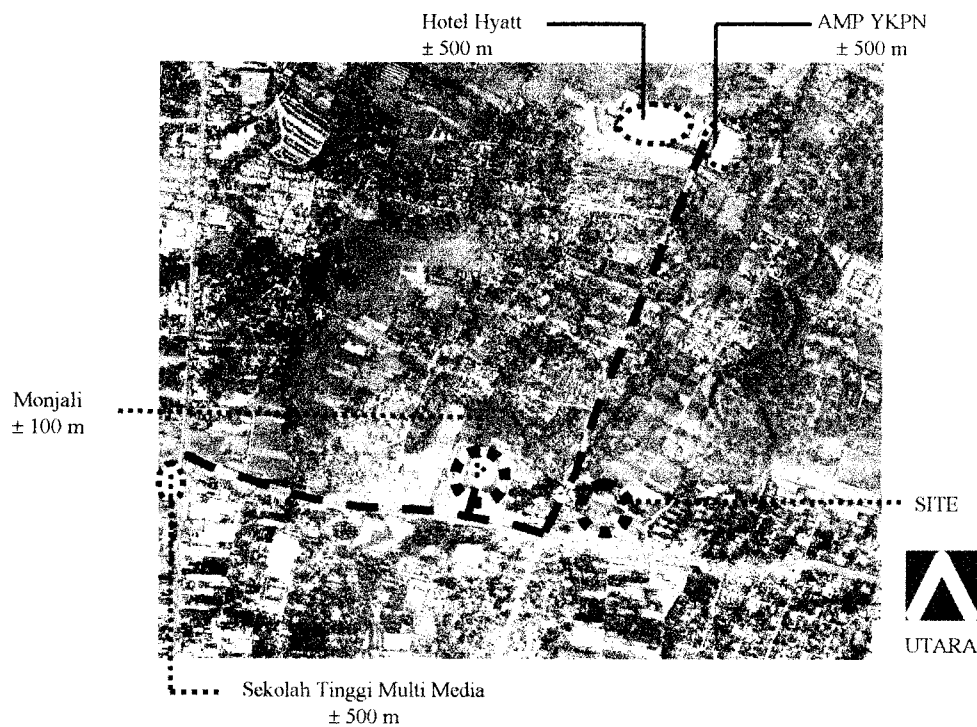 Hotel Hyatt
± 500 m
AMP YKPN
± 500 m
Monjali
± 100 m
SITE
UTARA
Sekolah Tinggi Multi Media
± 500 m